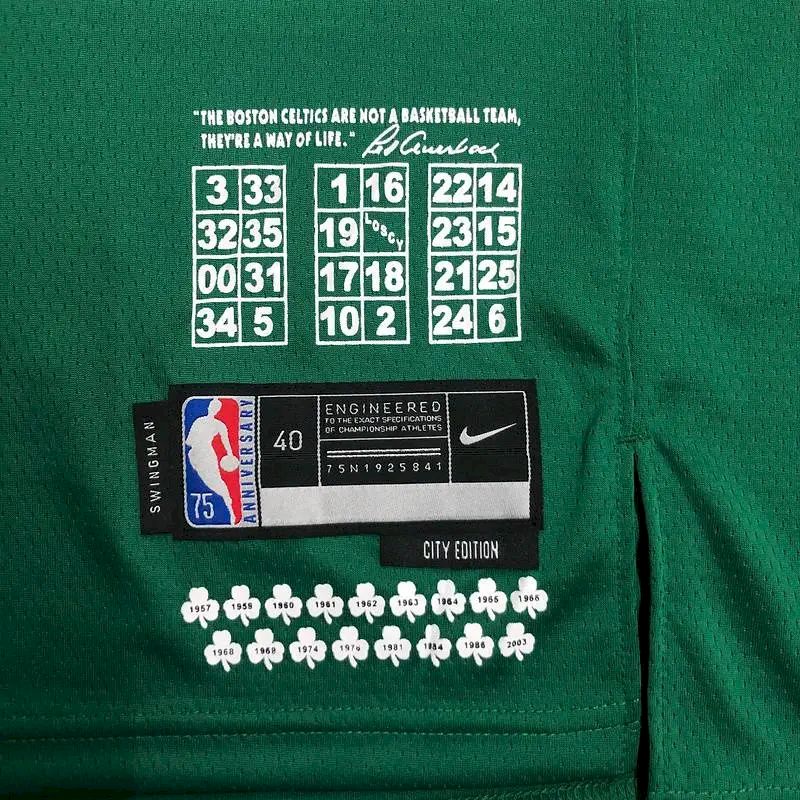 "THE BOSTON CELTICS ARE NOT A BASKETBALL TEAM,
THEY'RE A WAY OF LIFE." Red Auerbach
3 33 1 16 22 14
32 35 19 LOSCY 23 15
00 31 17 18 21 25
34 5 10 2 24 6
SWINGMAN
75 ANNIVERSARY
40
ENGINEERED
TO THE EXACT SPECIFICATIONS
OF CHAMPIONSHIP ATHLETES
75N1925841
CITY EDITION
1957 1959 1960 1961 1962 1963 1964 1965 1966
1968 1969 1974 1976 1981 1984 1986 2003